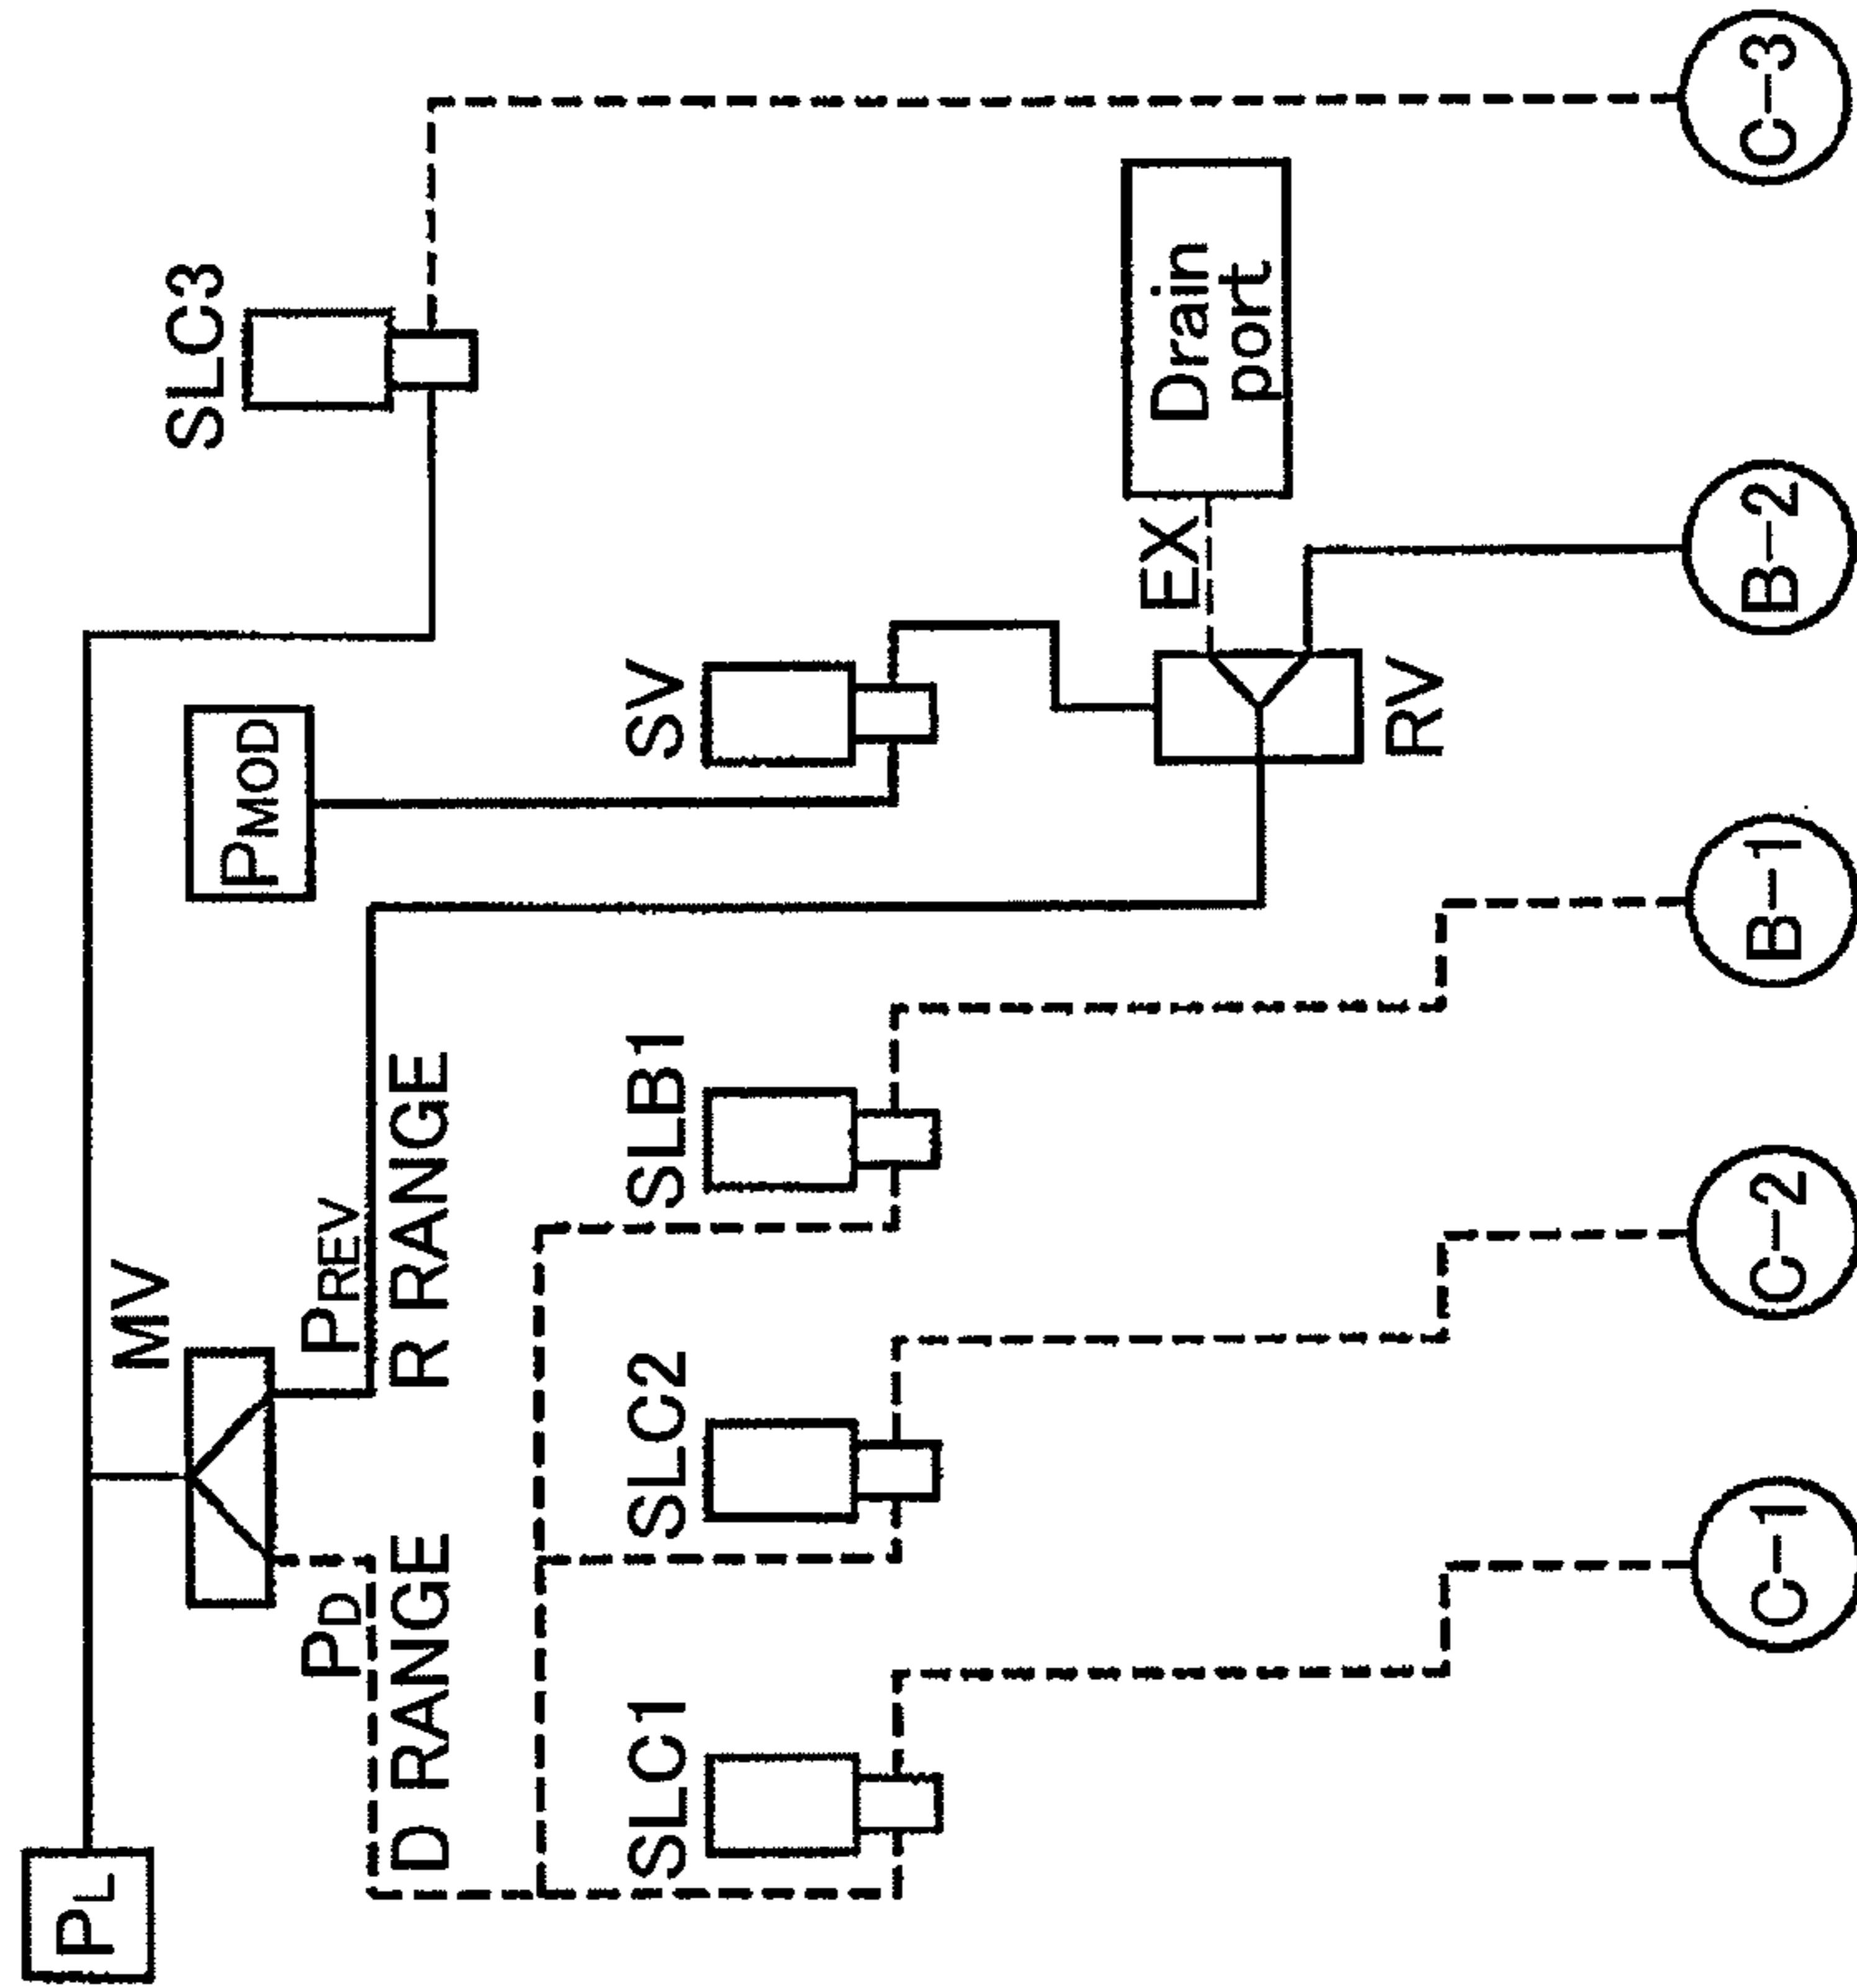 PL
MV
PD
D RANGE
PREV
R RANGE
PMOD
SLC3
SLC1
SLC2
SLB1
SV
EX
Drain
port
RV
C-1
C-2
B-1
B-2
C-3